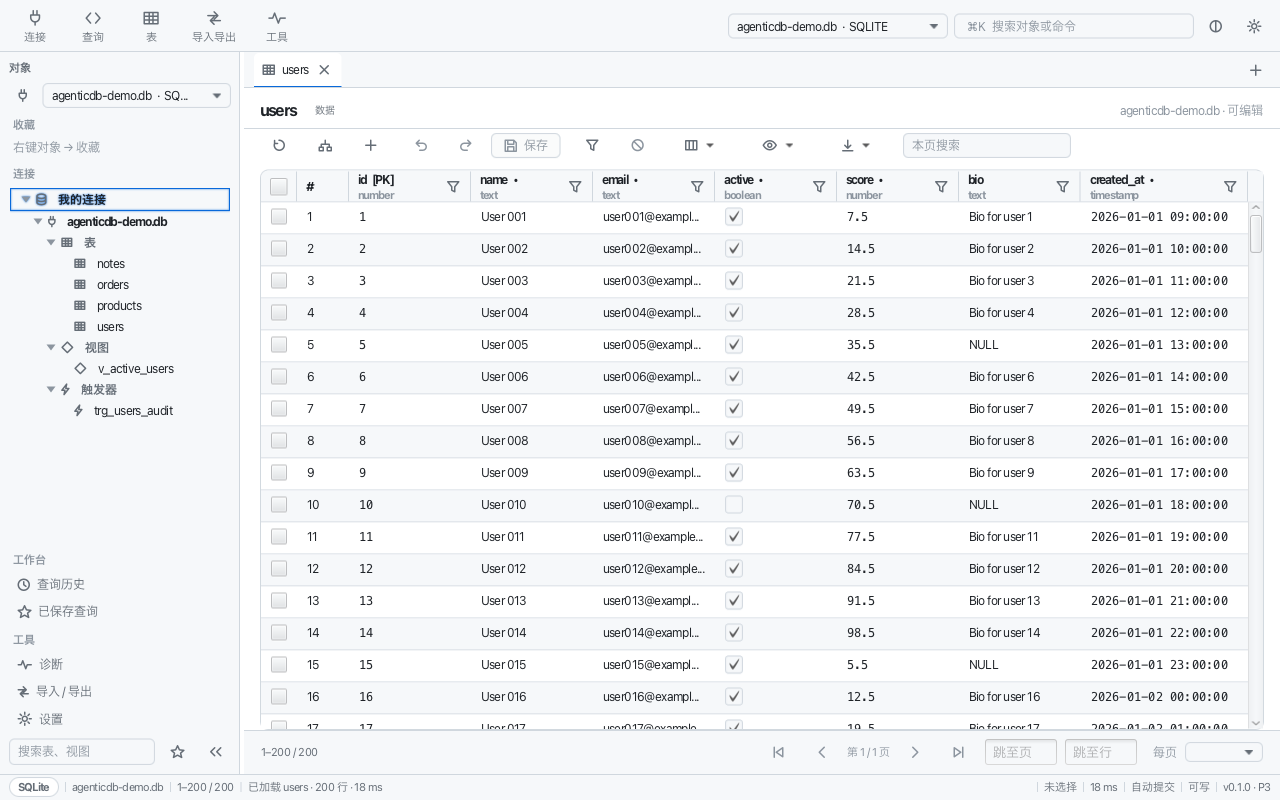 连接 查询 表 导入导出 工具 agenticdb-demo.db · SQLITE ⌘K 搜索对象或命令
对象
agenticdb-demo.db · SQ...
收藏
右键对象 → 收藏
连接
我的连接
agenticdb-demo.db
表
notes
orders
products
users
视图
v_active_users
触发器
trg_users_audit
工作台
查询历史
已保存查询
工具
诊断
导入 / 导出
设置
搜索表、视图
users
users 数据 agenticdb-demo.db · 可编辑
保存 本页搜索
# id [PK] name • email • active • score • bio created_at •
number text text boolean number text timestamp
1 1 User 001 user001@exampl... 7.5 Bio for user 1 2026-01-01 09:00:00
2 2 User 002 user002@exampl... 14.5 Bio for user 2 2026-01-01 10:00:00
3 3 User 003 user003@exampl... 21.5 Bio for user 3 2026-01-01 11:00:00
4 4 User 004 user004@exampl... 28.5 Bio for user 4 2026-01-01 12:00:00
5 5 User 005 user005@exampl... 35.5 NULL 2026-01-01 13:00:00
6 6 User 006 user006@exampl... 42.5 Bio for user 6 2026-01-01 14:00:00
7 7 User 007 user007@exampl... 49.5 Bio for user 7 2026-01-01 15:00:00
8 8 User 008 user008@exampl... 56.5 Bio for user 8 2026-01-01 16:00:00
9 9 User 009 user009@exampl... 63.5 Bio for user 9 2026-01-01 17:00:00
10 10 User 010 user010@exampl... 70.5 NULL 2026-01-01 18:00:00
11 11 User 011 user011@example... 77.5 Bio for user 11 2026-01-01 19:00:00
12 12 User 012 user012@example... 84.5 Bio for user 12 2026-01-01 20:00:00
13 13 User 013 user013@exampl... 91.5 Bio for user 13 2026-01-01 21:00:00
14 14 User 014 user014@exampl... 98.5 Bio for user 14 2026-01-01 22:00:00
15 15 User 015 user015@exampl... 5.5 NULL 2026-01-01 23:00:00
16 16 User 016 user016@exampl... 12.5 Bio for user 16 2026-01-02 00:00:00
17 17 User 017 user017@example... 19.5 Bio for user 17 2026-01-02 01:00:00
1–200 / 200 第 1 / 1 页 跳至页 跳至行 每页
SQLite agenticdb-demo.db 1–200 / 200 已加载 users · 200 行 · 18 ms 未选择 18 ms 自动提交 可写 v0.1.0 · P3